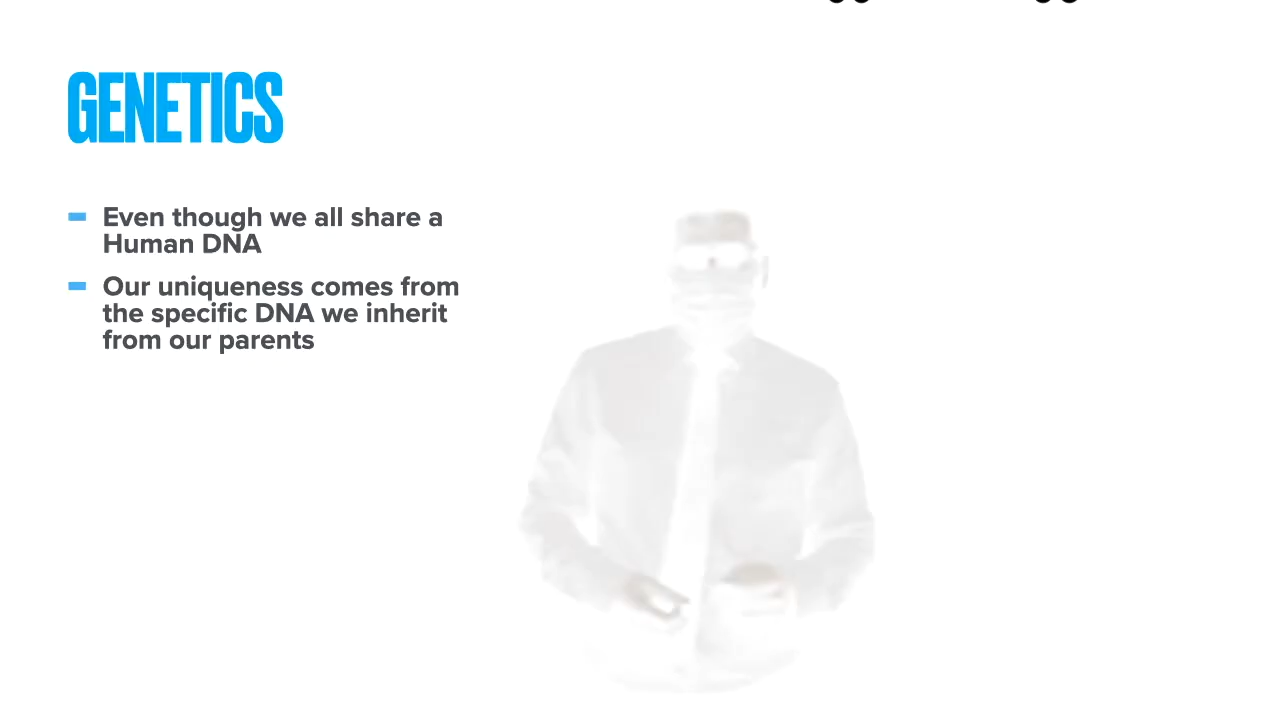 GENETICS
Even though we all share a
Human DNA
Our uniqueness comes from
the specific DNA we inherit
from our parents